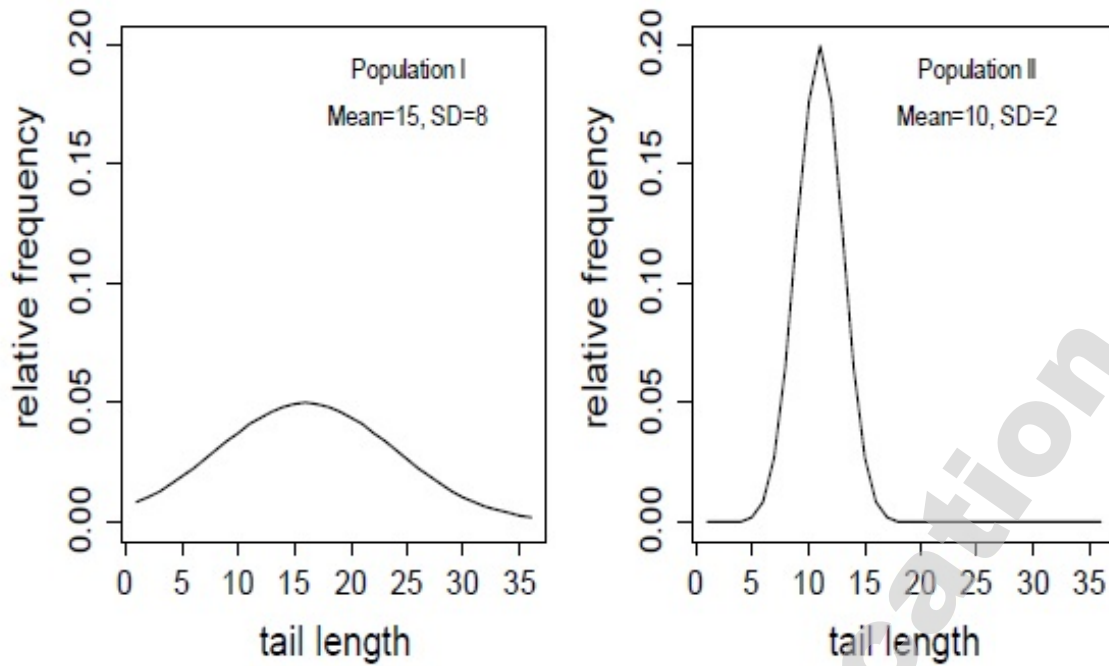 Population I
Mean=15, SD=8
relative frequency
0.20
0.15
0.10
0.05
0.00
0 5 10 15 20 25 30 35
tail length
Population II
Mean=10, SD=2
relative frequency
0.20
0.15
0.10
0.05
0.00
0 5 10 15 20 25 30 35
tail length
cation